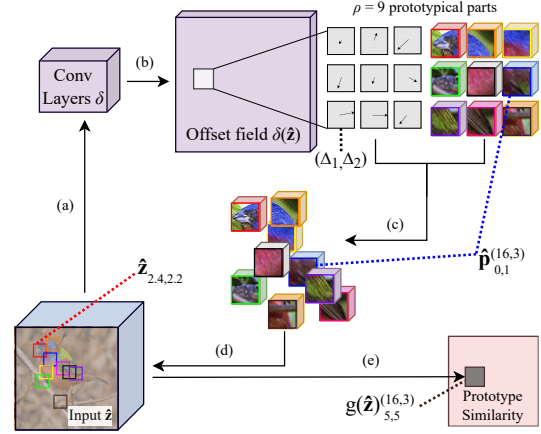 ρ = 9 prototypical parts
(b)
Conv
Layers δ
Offset field δ(ẑ)
(Δ₁,Δ₂)
(a)
(c)
ẑ₂.₄,₂.₂
p̂₀,₁⁽¹⁶,³⁾
(d)
(e)
Input ẑ
g(ẑ)₅,₅⁽¹⁶,³⁾
Prototype
Similarity